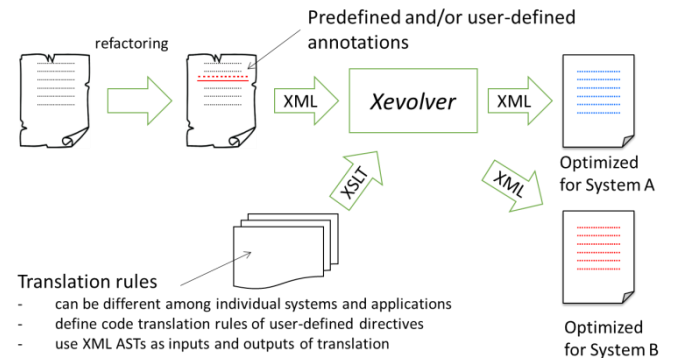 Predefined and/or user-defined
annotations
refactoring
XML
Xevolver
XML
XSLT
XML
Optimized
for System A
Translation rules
- can be different among individual systems and applications
- define code translation rules of user-defined directives
- use XML ASTs as inputs and outputs of translation
Optimized
for System B